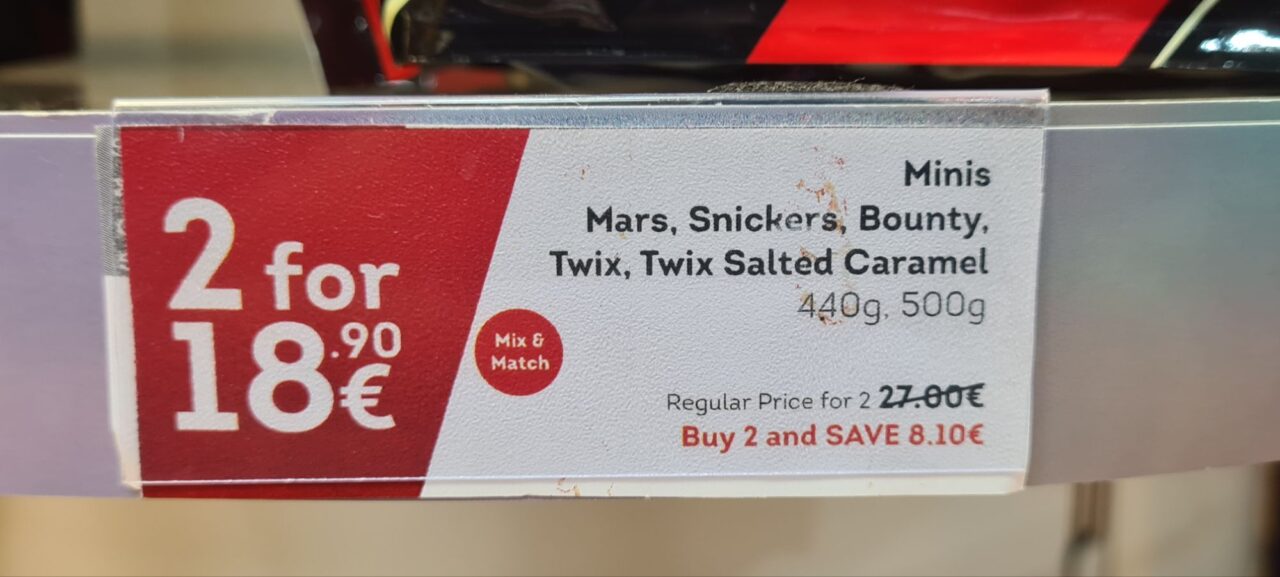 2 for
18.90
€
Mix &
Match
Minis
Mars, Snickers, Bounty,
Twix, Twix Salted Caramel
440g, 500g
Regular Price for 2 27.00€
Buy 2 and SAVE 8.10€